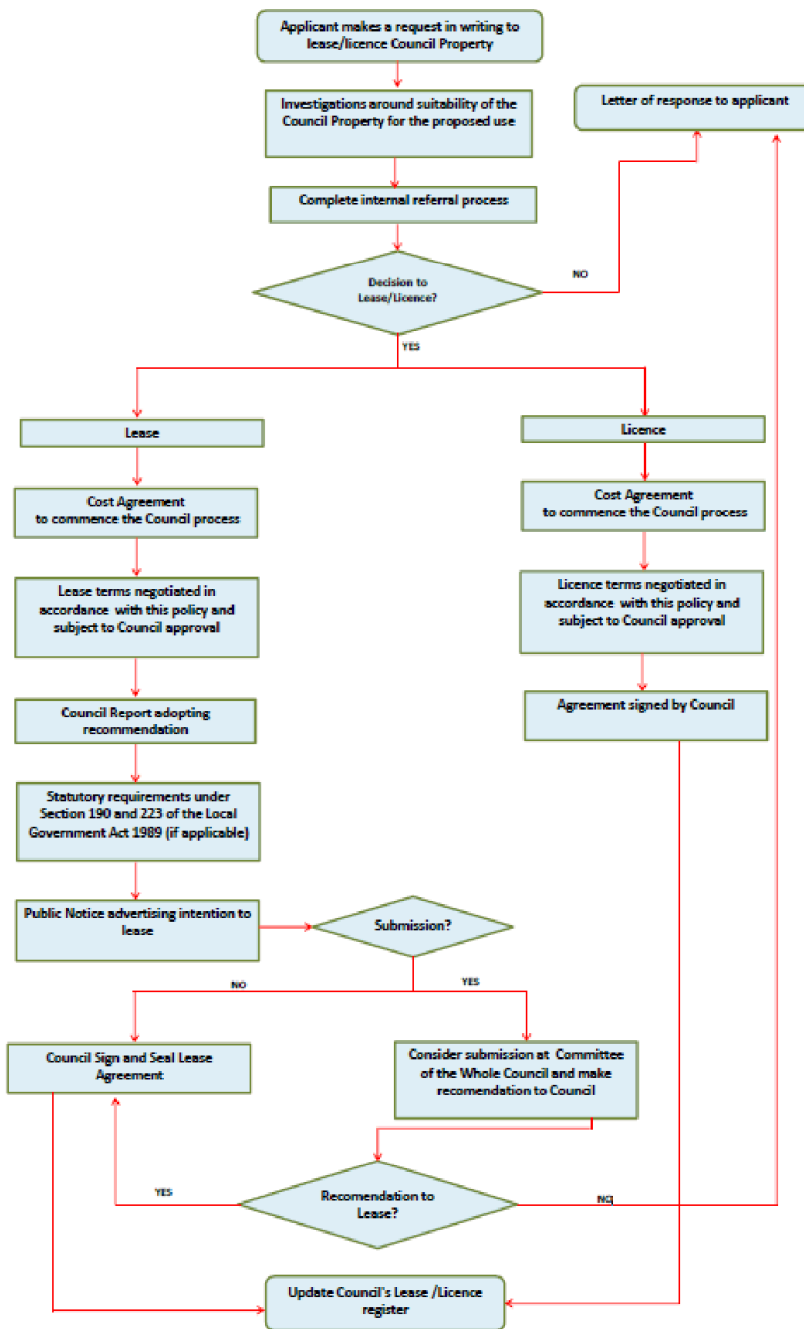 Applicant makes a request in writing to
lease/licence Council Property
Investigations around suitability of the
Council Property for the proposed use
Letter of response to applicant
Complete internal referral process
Decision to
Lease/Licence?
NO
YES
Lease
Licence
Cost Agreement
to commence the Council process
Cost Agreement
to commence the Council process
Lease terms negotiated in
accordance with this policy and
subject to Council approval
Licence terms negotiated in
accordance with this policy and
subject to Council approval
Council Report adopting
recommendation
Agreement signed by Council
Statutory requirements under
Section 190 and 223 of the Local
Government Act 1989 (if applicable)
Public Notice advertising intention to
lease
Submission?
NO
YES
Council Sign and Seal Lease
Agreement
Consider submission at Committee
of the Whole Council and make
recomendation to Council
YES
Recomendation to
Lease?
NO
Update Council's Lease /Licence
register